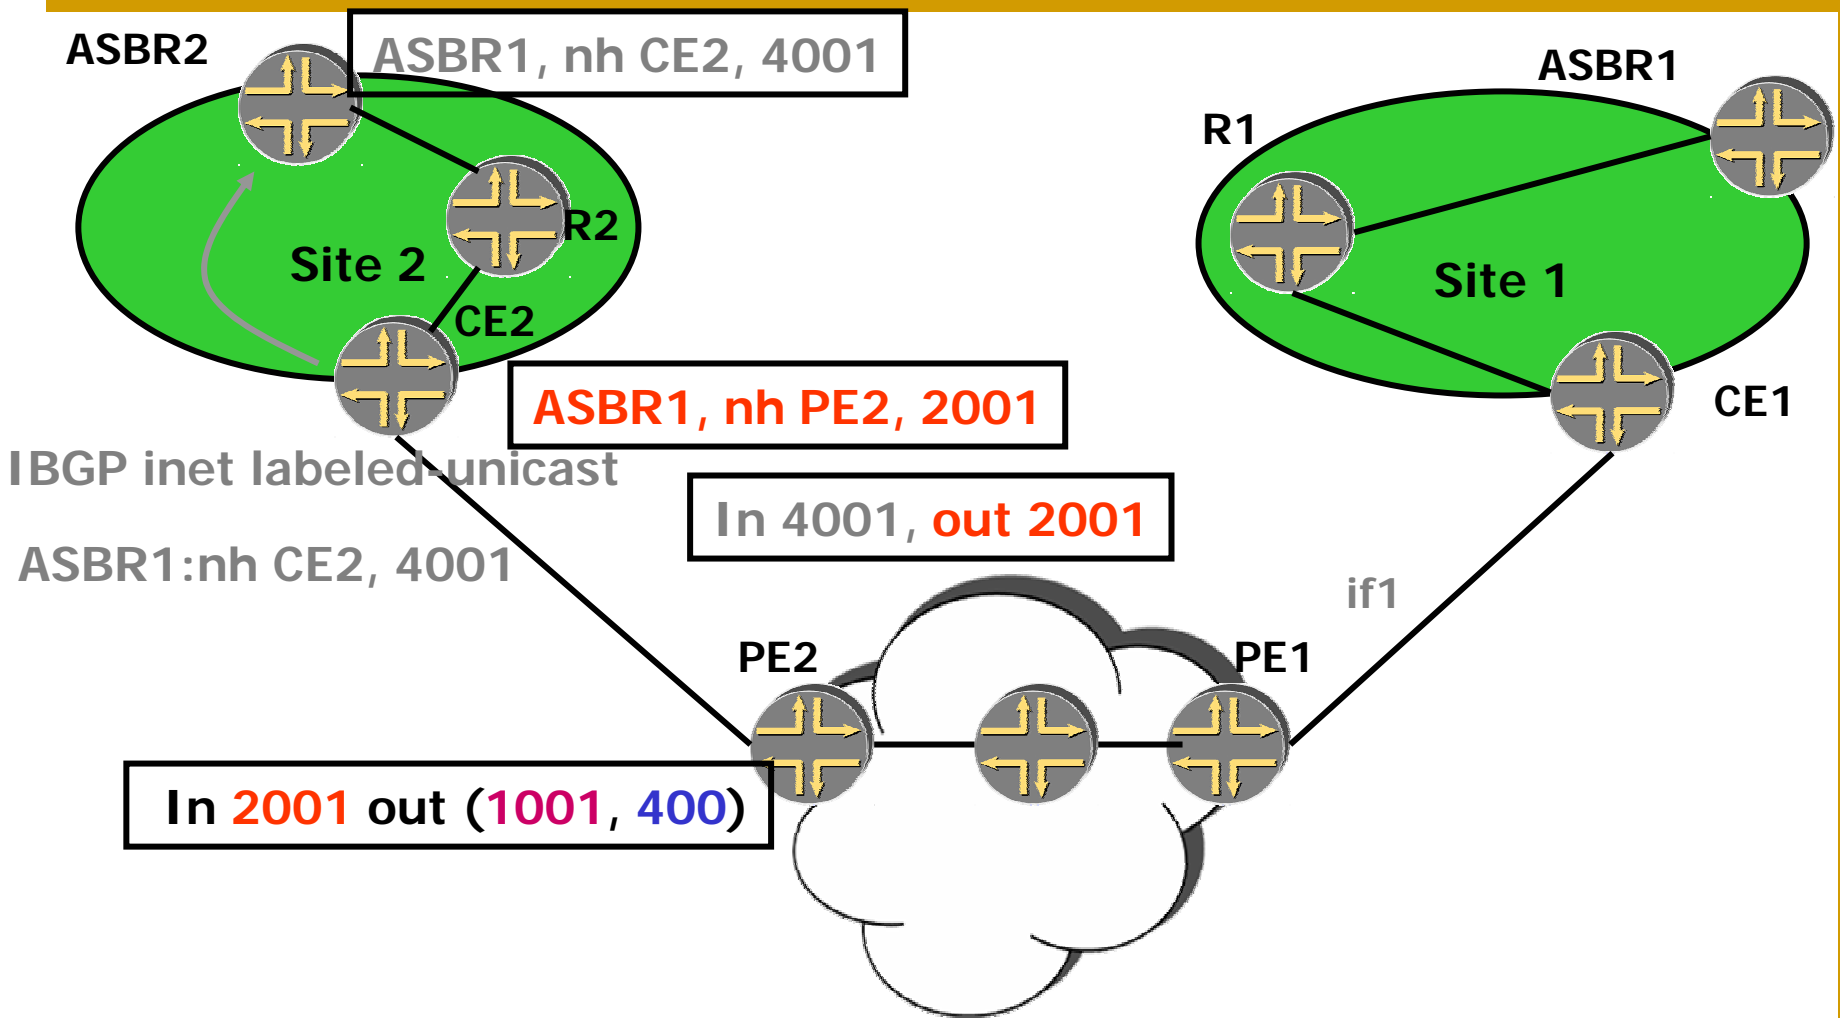 ASBR2
ASBR1, nh CE2, 4001
ASBR1
R1
R2
Site 2
Site 1
CE2
ASBR1, nh PE2, 2001
CE1
IBGP inet labeled-unicast
In 4001, out 2001
ASBR1:nh CE2, 4001
if1
PE2
PE1
In 2001 out (1001, 400)